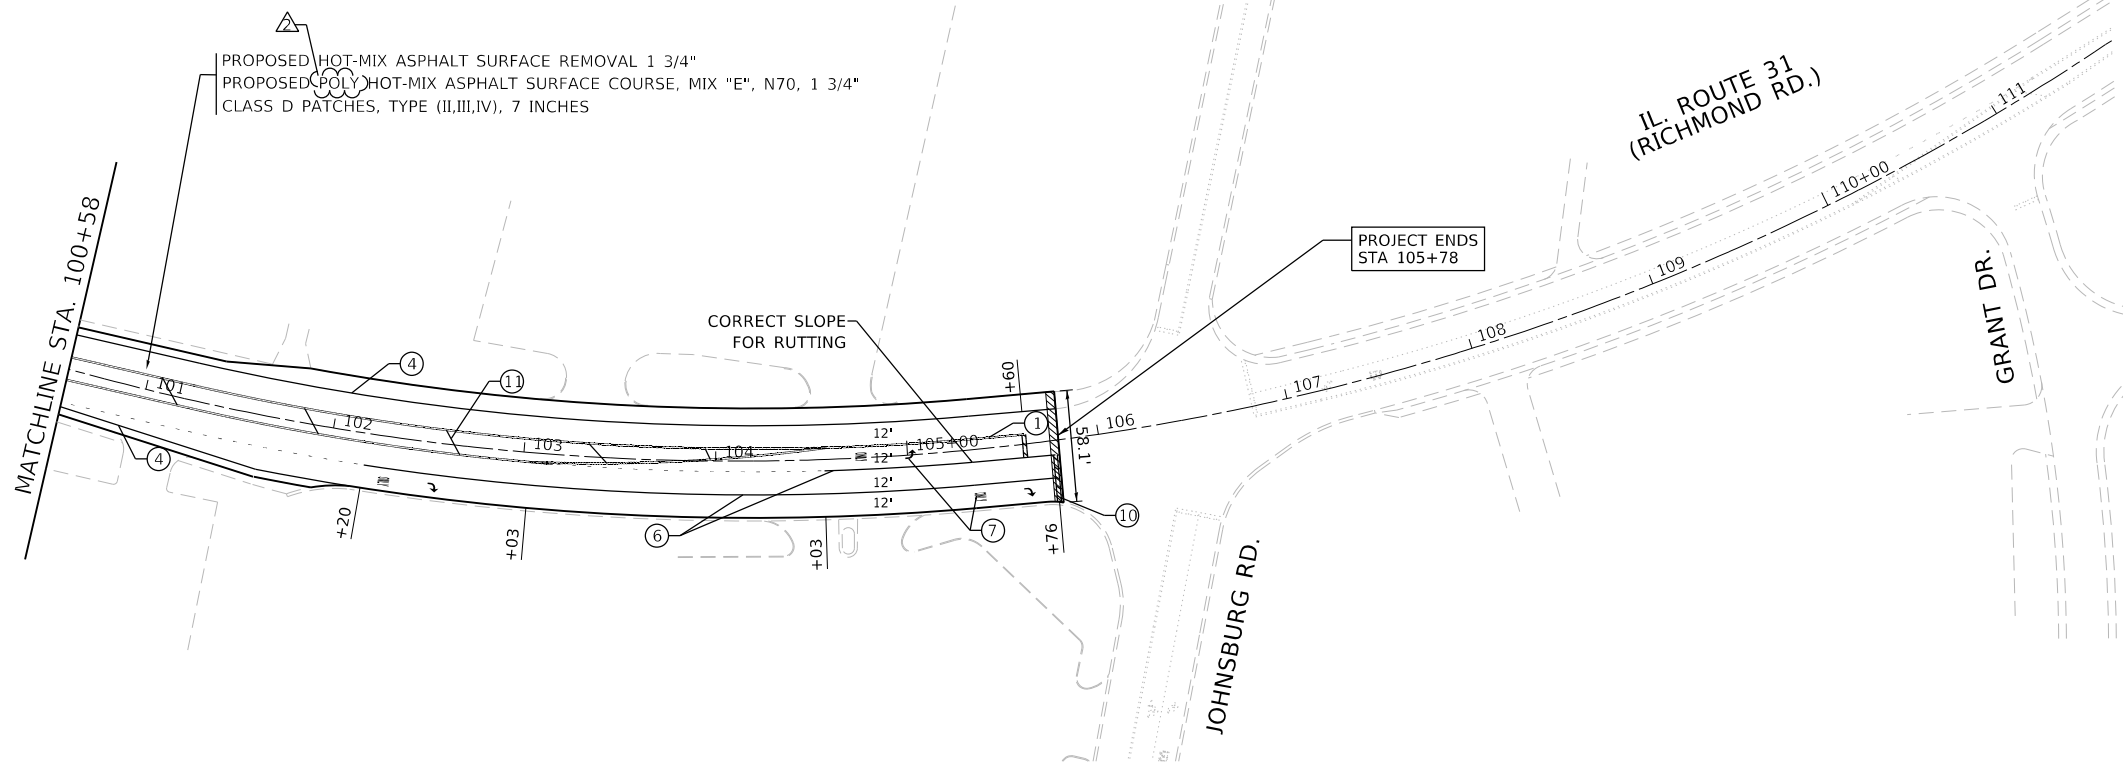 2
PROPOSED HOT-MIX ASPHALT SURFACE REMOVAL 1 3/4"
PROPOSED POLY HOT-MIX ASPHALT SURFACE COURSE, MIX "E", N70, 1 3/4"
CLASS D PATCHES, TYPE (II,III,IV), 7 INCHES
IL. ROUTE 31
(RICHMOND RD.)
111
110+00
109
108
107
106
PROJECT ENDS
STA 105+78
GRANT DR.
MATCHLINE STA. 100+58
CORRECT SLOPE
FOR RUTTING
4
11
+60
1
101
102
103
104
105+00
12'
12'
12'
12'
58.1'
4
6
7
10
+20
+03
+03
+76
JOHNSBURG RD.